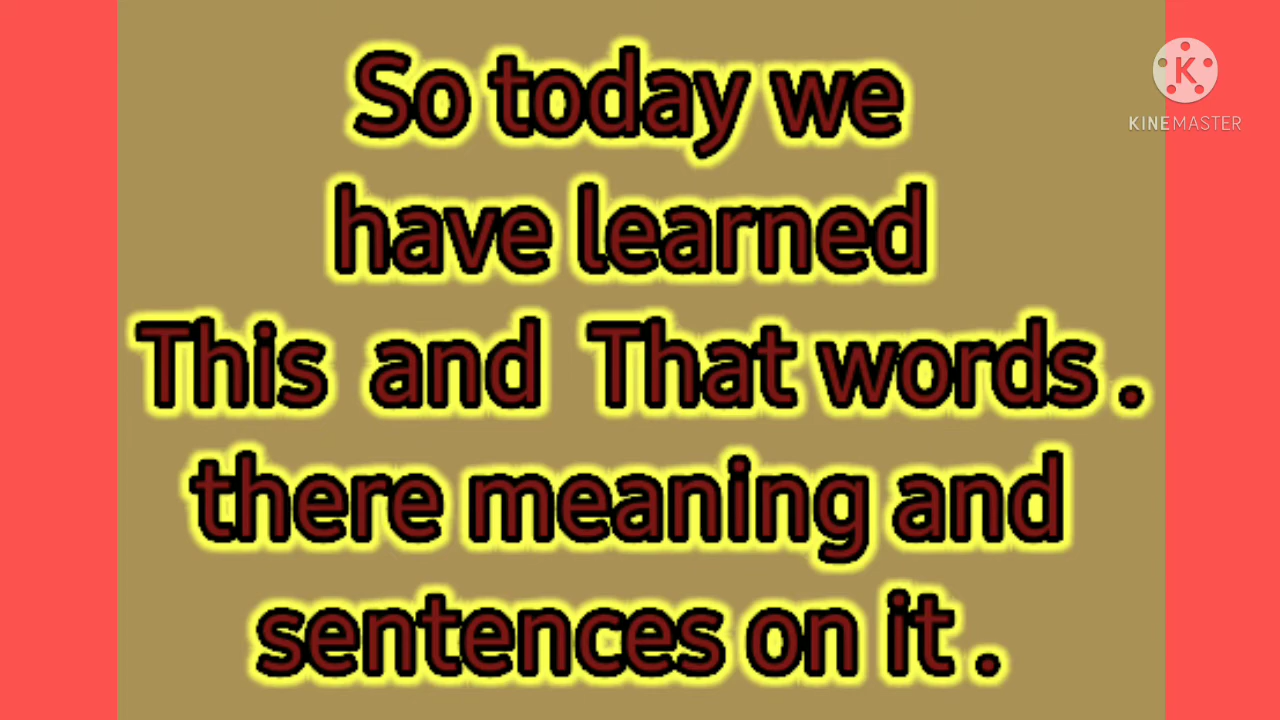 So today we
have learned
This and That words .
there meaning and
sentences on it .
K
KINEMASTER